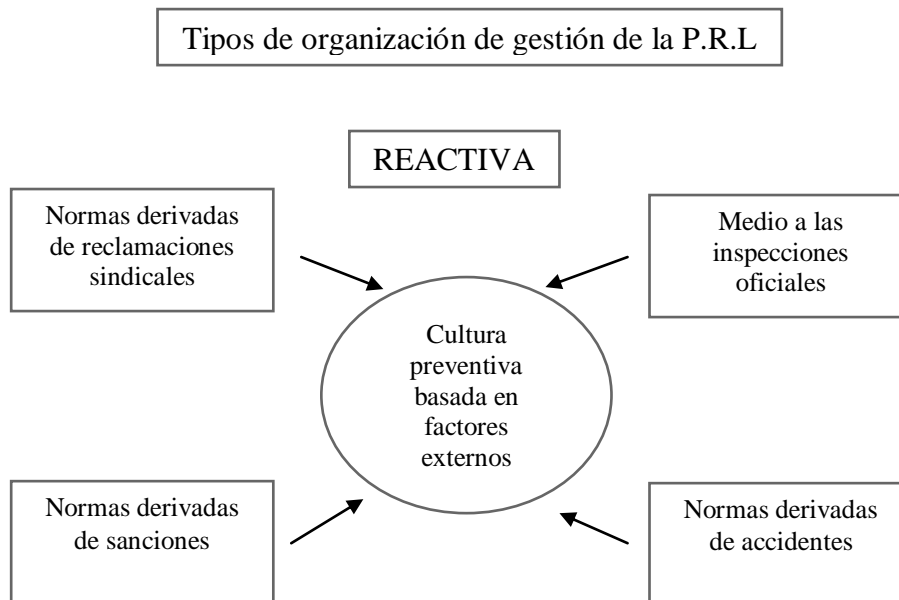 Tipos de organización de gestión de la P.R.L
REACTIVA
Normas derivadas
de reclamaciones
sindicales
Medio a las
inspecciones
oficiales
Cultura
preventiva
basada en
factores
externos
Normas derivadas
de sanciones
Normas derivadas
de accidentes